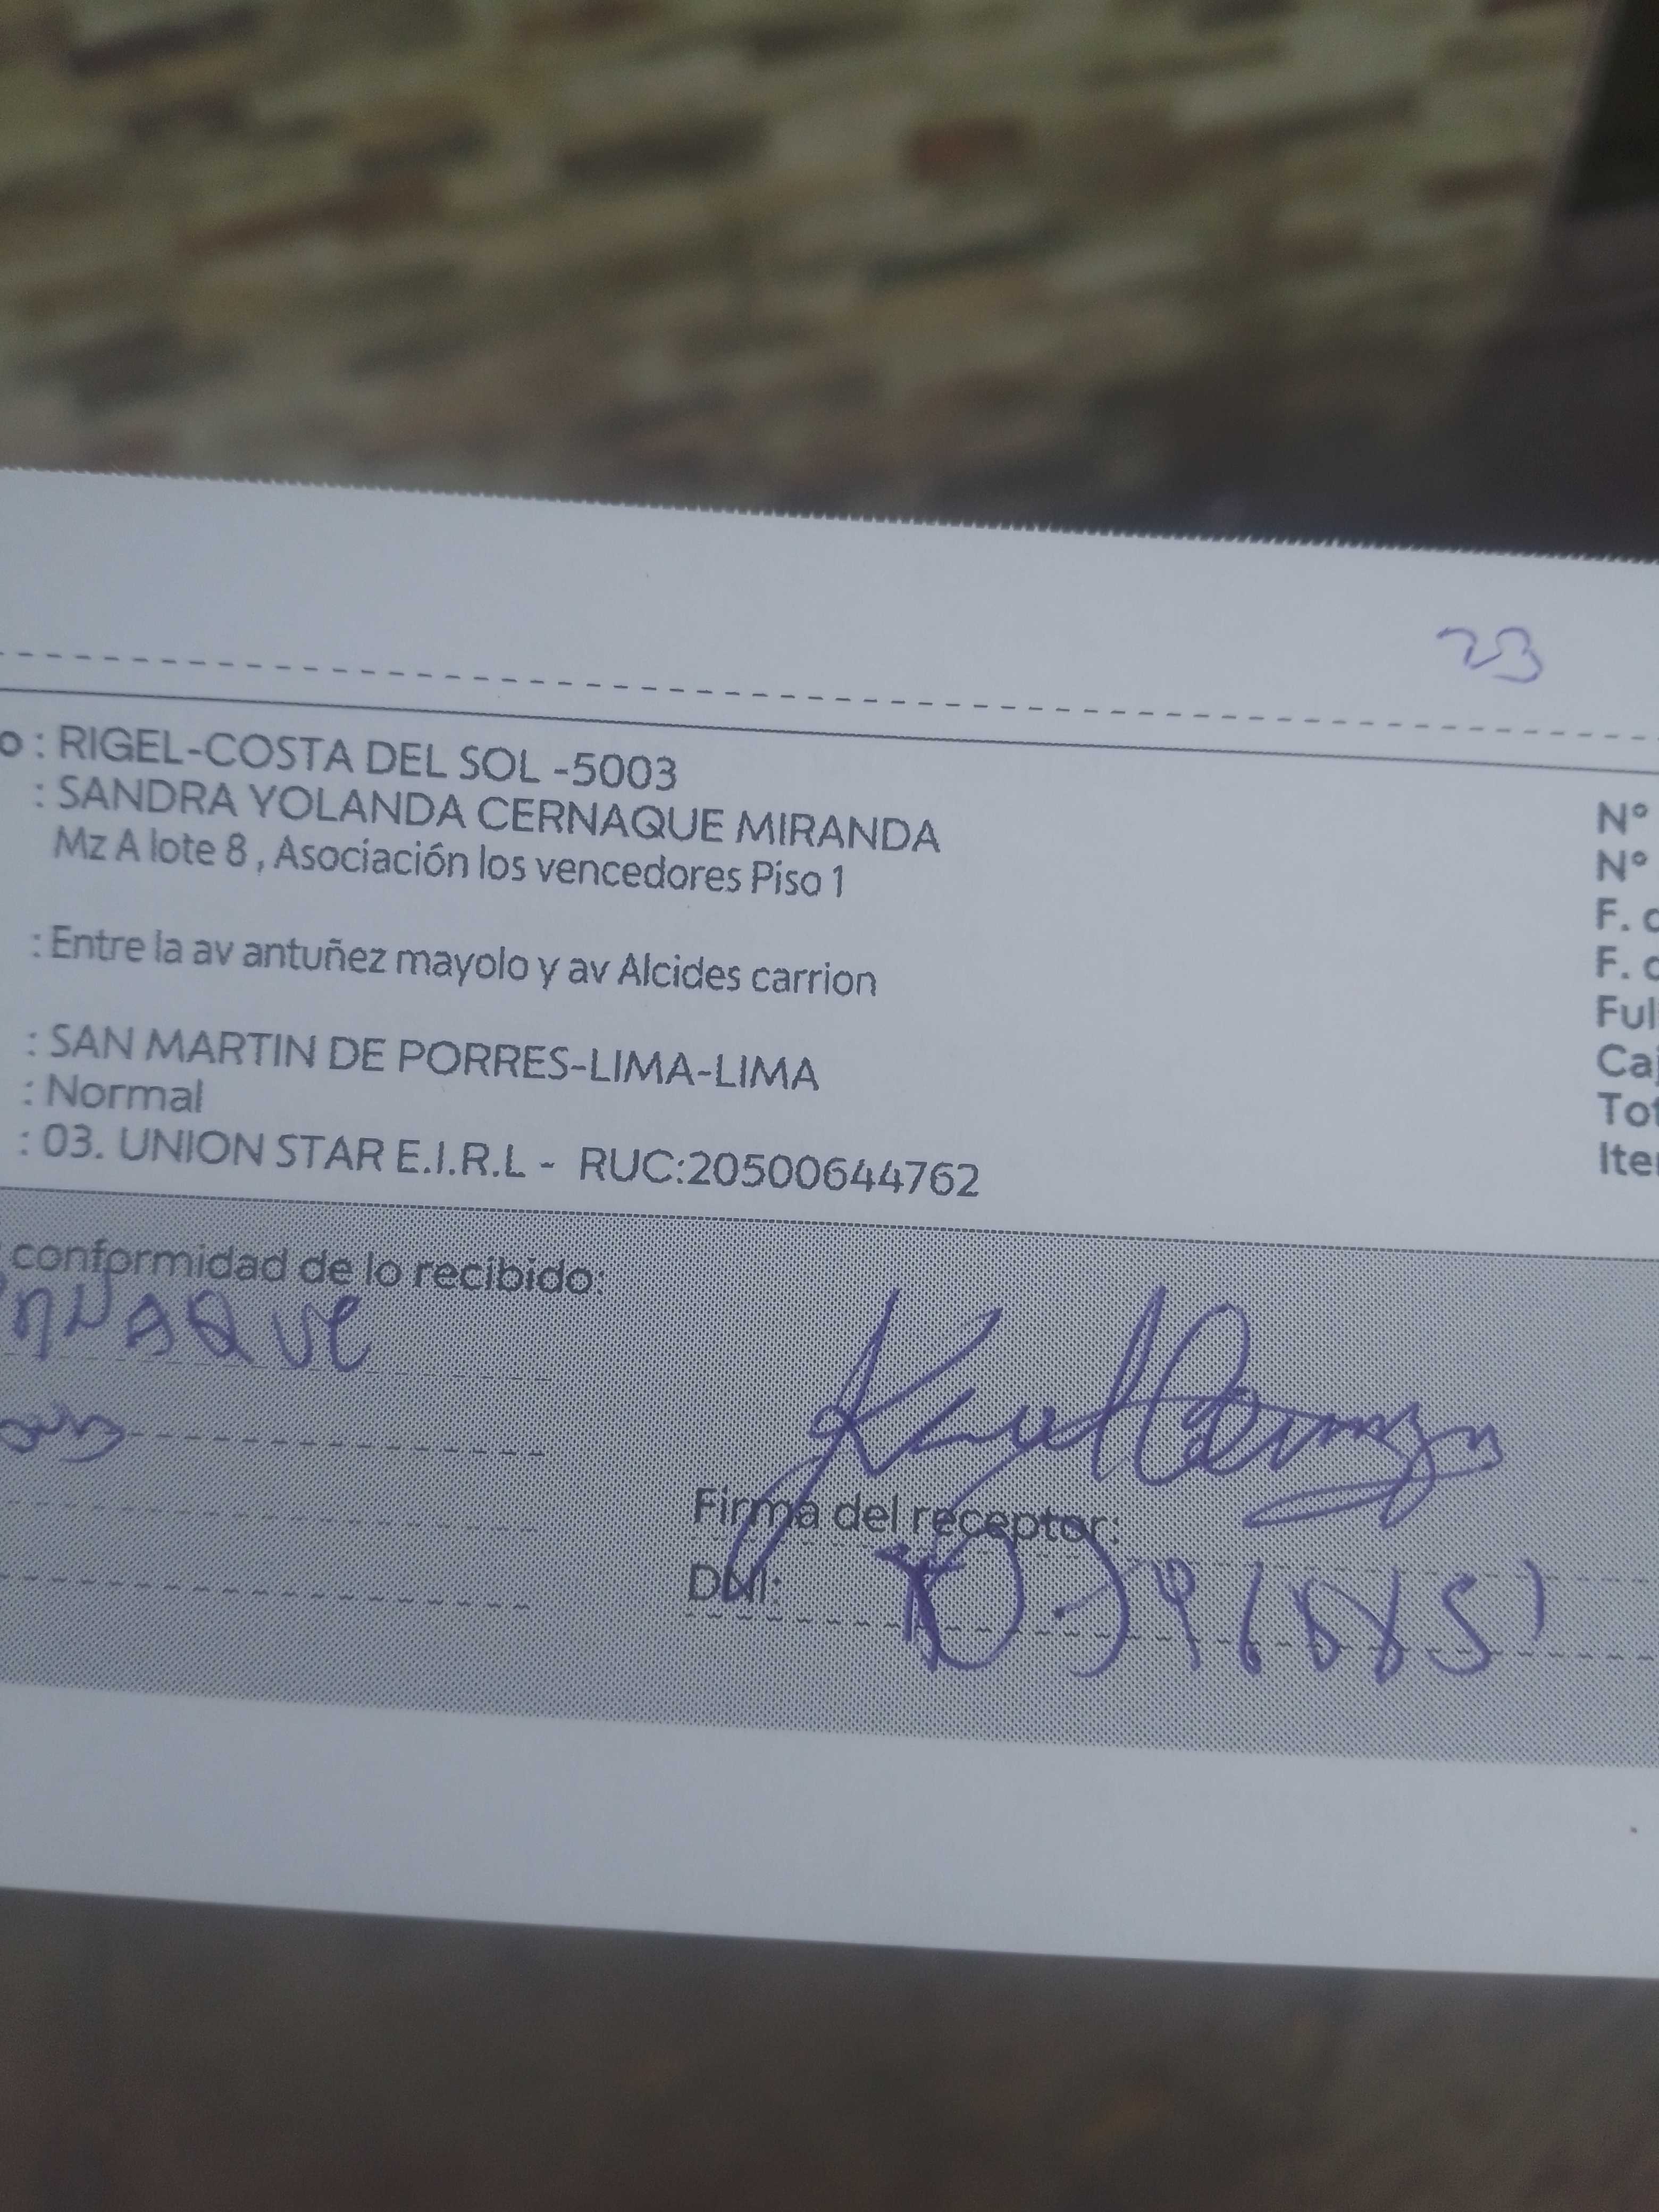 23
o : RIGEL-COSTA DEL SOL -5003
: SANDRA YOLANDA CERNAQUE MIRANDA
Mz A lote 8 , Asociación los vencedores Piso 1
: Entre la av antuñez mayolo y av Alcides carrion
: SAN MARTIN DE PORRES-LIMA-LIMA
: Normal
: 03. UNION STAR E.I.R.L - RUC:20500644762
N°
N°
F.
F.
Ful
Caj
Tot
Iter
conformidad de lo recibido:
rnaque
Firma del receptor:
DNI: